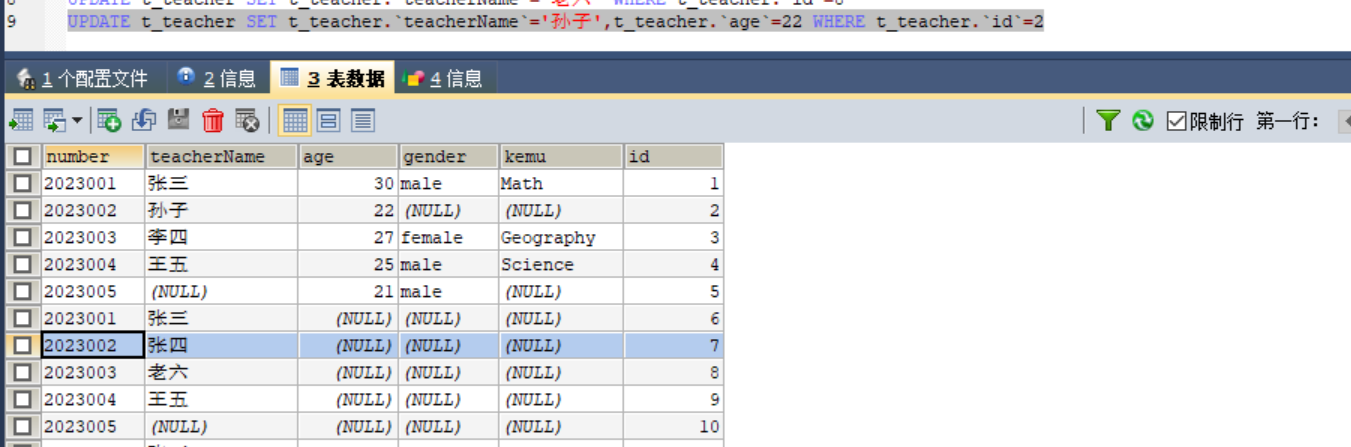 UPDATE t_teacher SET t_teacher.`teacherName`='老六' WHERE t_teacher.`id`=8
9 UPDATE t_teacher SET t_teacher.`teacherName`='孙子',t_teacher.`age`=22 WHERE t_teacher.`id`=2
1 个配置文件 2 信息 3 表数据 4 信息
限制行 第一行:
number teacherName age gender kemu id
2023001 张三 30 male Math 1
2023002 孙子 22 (NULL) (NULL) 2
2023003 李四 27 female Geography 3
2023004 王五 25 male Science 4
2023005 (NULL) 21 male (NULL) 5
2023001 张三 (NULL) (NULL) (NULL) 6
2023002 张四 (NULL) (NULL) (NULL) 7
2023003 老六 (NULL) (NULL) (NULL) 8
2023004 王五 (NULL) (NULL) (NULL) 9
2023005 (NULL) (NULL) (NULL) (NULL) 10